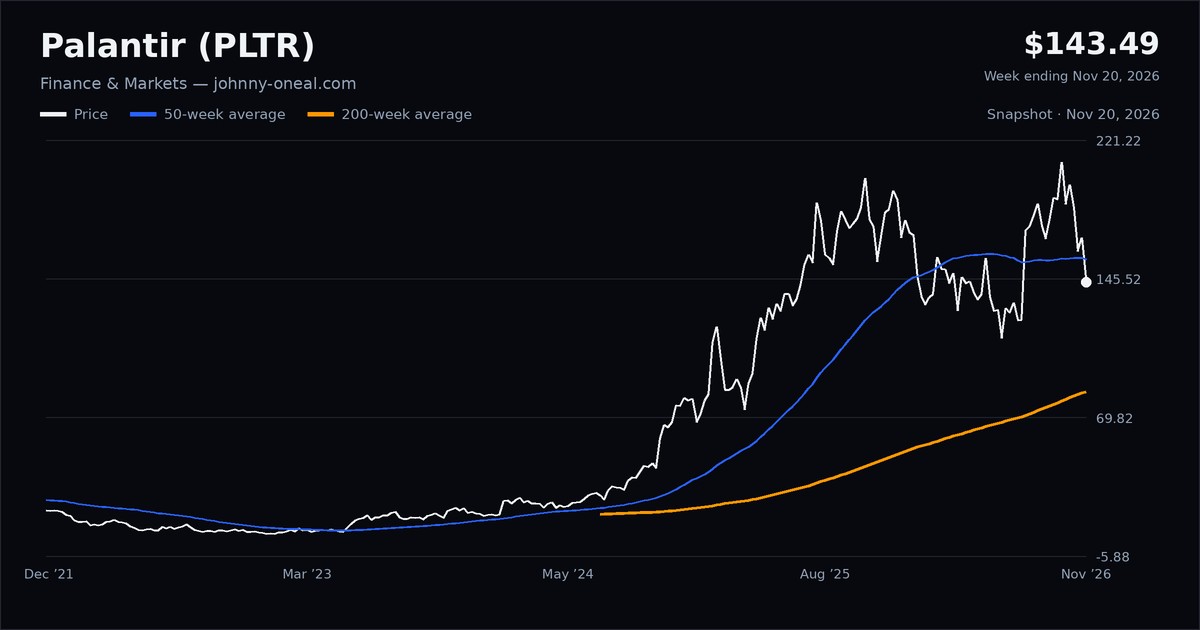 Palantir (PLTR)
$143.49
Finance & Markets — johnny-oneal.com
Week ending Nov 20, 2026
Price 50-week average 200-week average
Snapshot · Nov 20, 2026
221.22
145.52
69.82
-5.88
Dec ’21 Mar ’23 May ’24 Aug ’25 Nov ’26